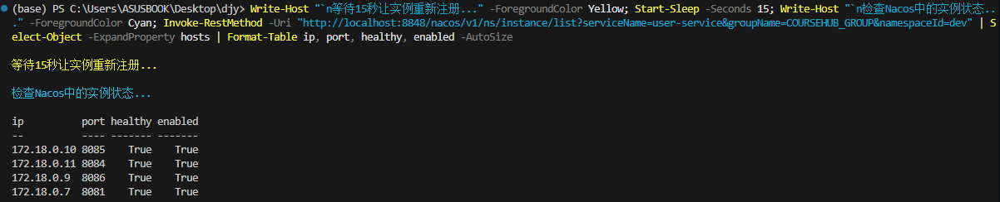 (base) PS C:\Users\ASUSBOOK\Desktop\djy> Write-Host "`n等待15秒让实例重新注册..." -ForegroundColor Yellow; Start-Sleep -Seconds 15; Write-Host "`n检查Nacos中的实例状态..
." -ForegroundColor Cyan; Invoke-RestMethod -Uri "http://localhost:8848/nacos/v1/ns/instance/list?serviceName=user-service&groupName=COURSEHUB_GROUP&namespaceId=dev" | S
elect-Object -ExpandProperty hosts | Format-Table ip, port, healthy, enabled -AutoSize
等待15秒让实例重新注册...
检查Nacos中的实例状态...
ip port healthy enabled
-- ---- ------- -------
172.18.0.10 8085 True True
172.18.0.11 8084 True True
172.18.0.9 8086 True True
172.18.0.7 8081 True True